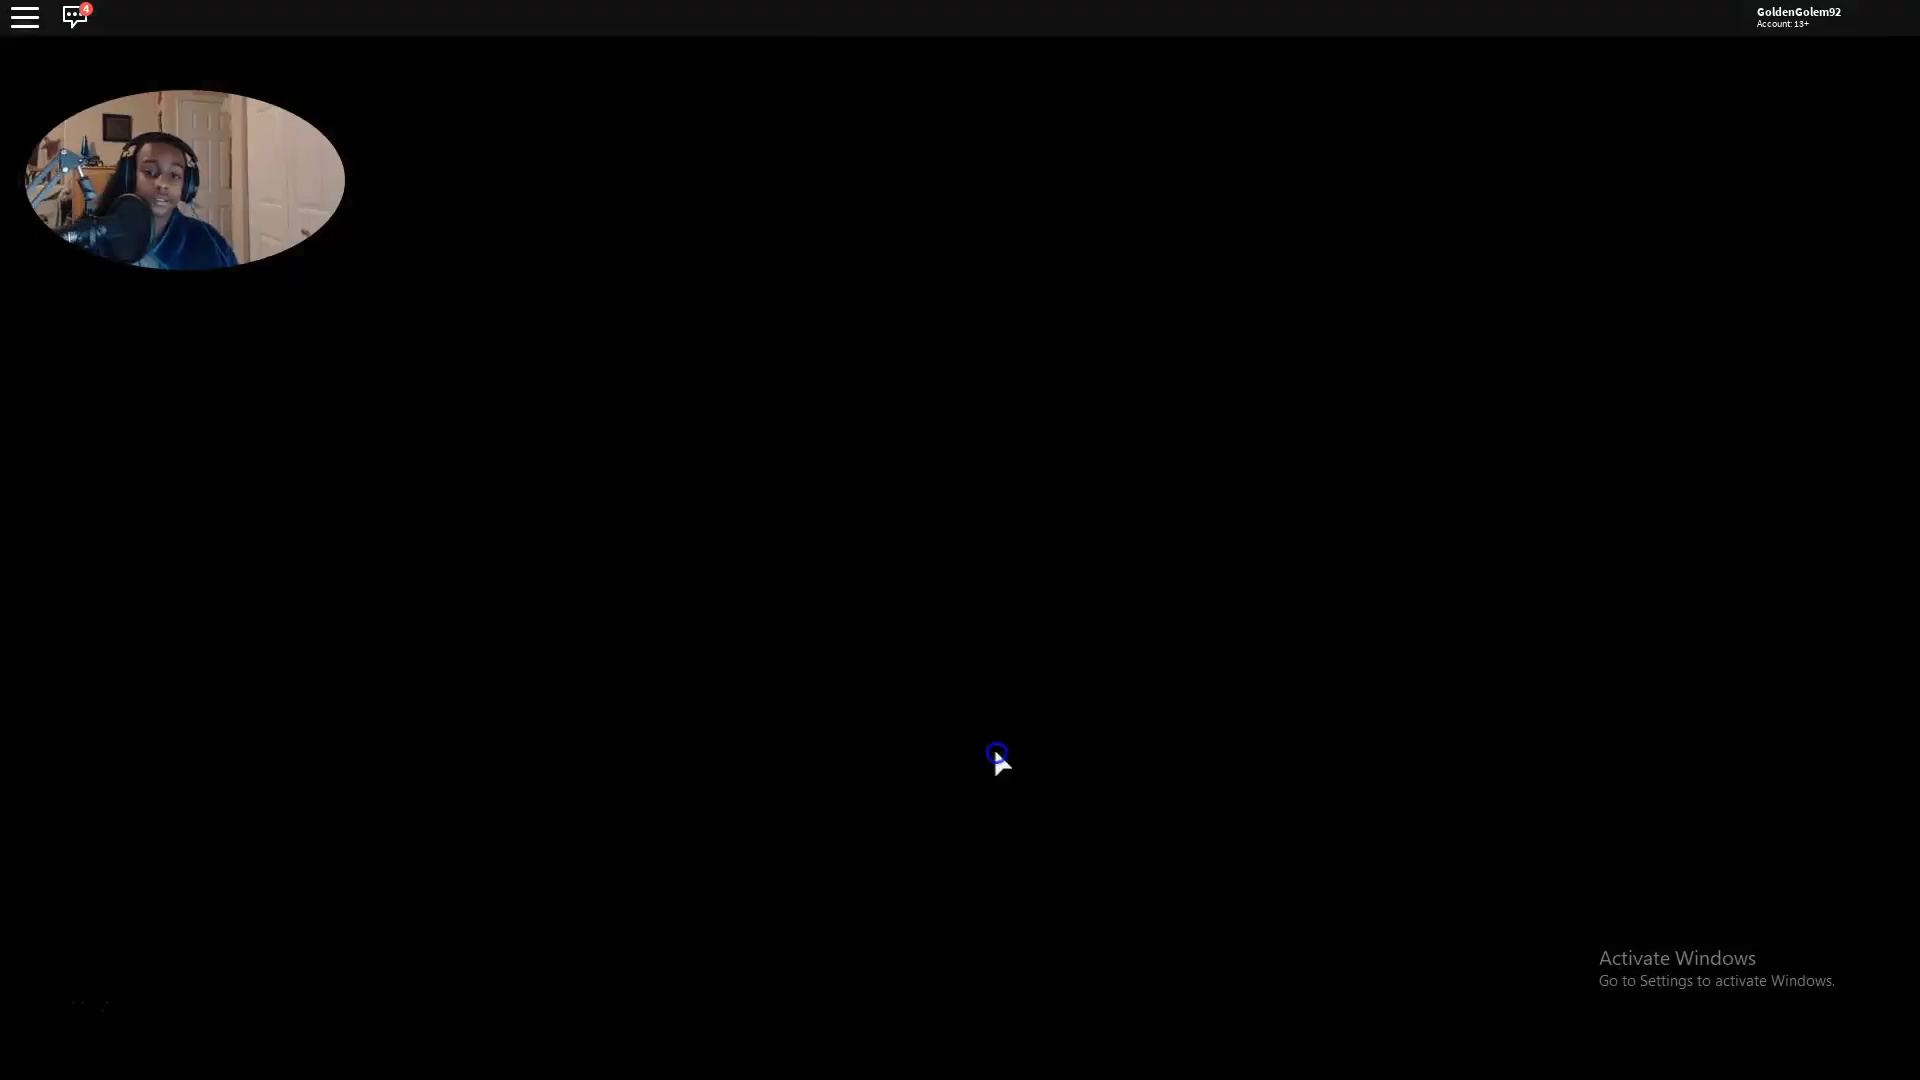 4
GoldenGolem92
Account: 13+
Activate Windows
Go to Settings to activate Windows.